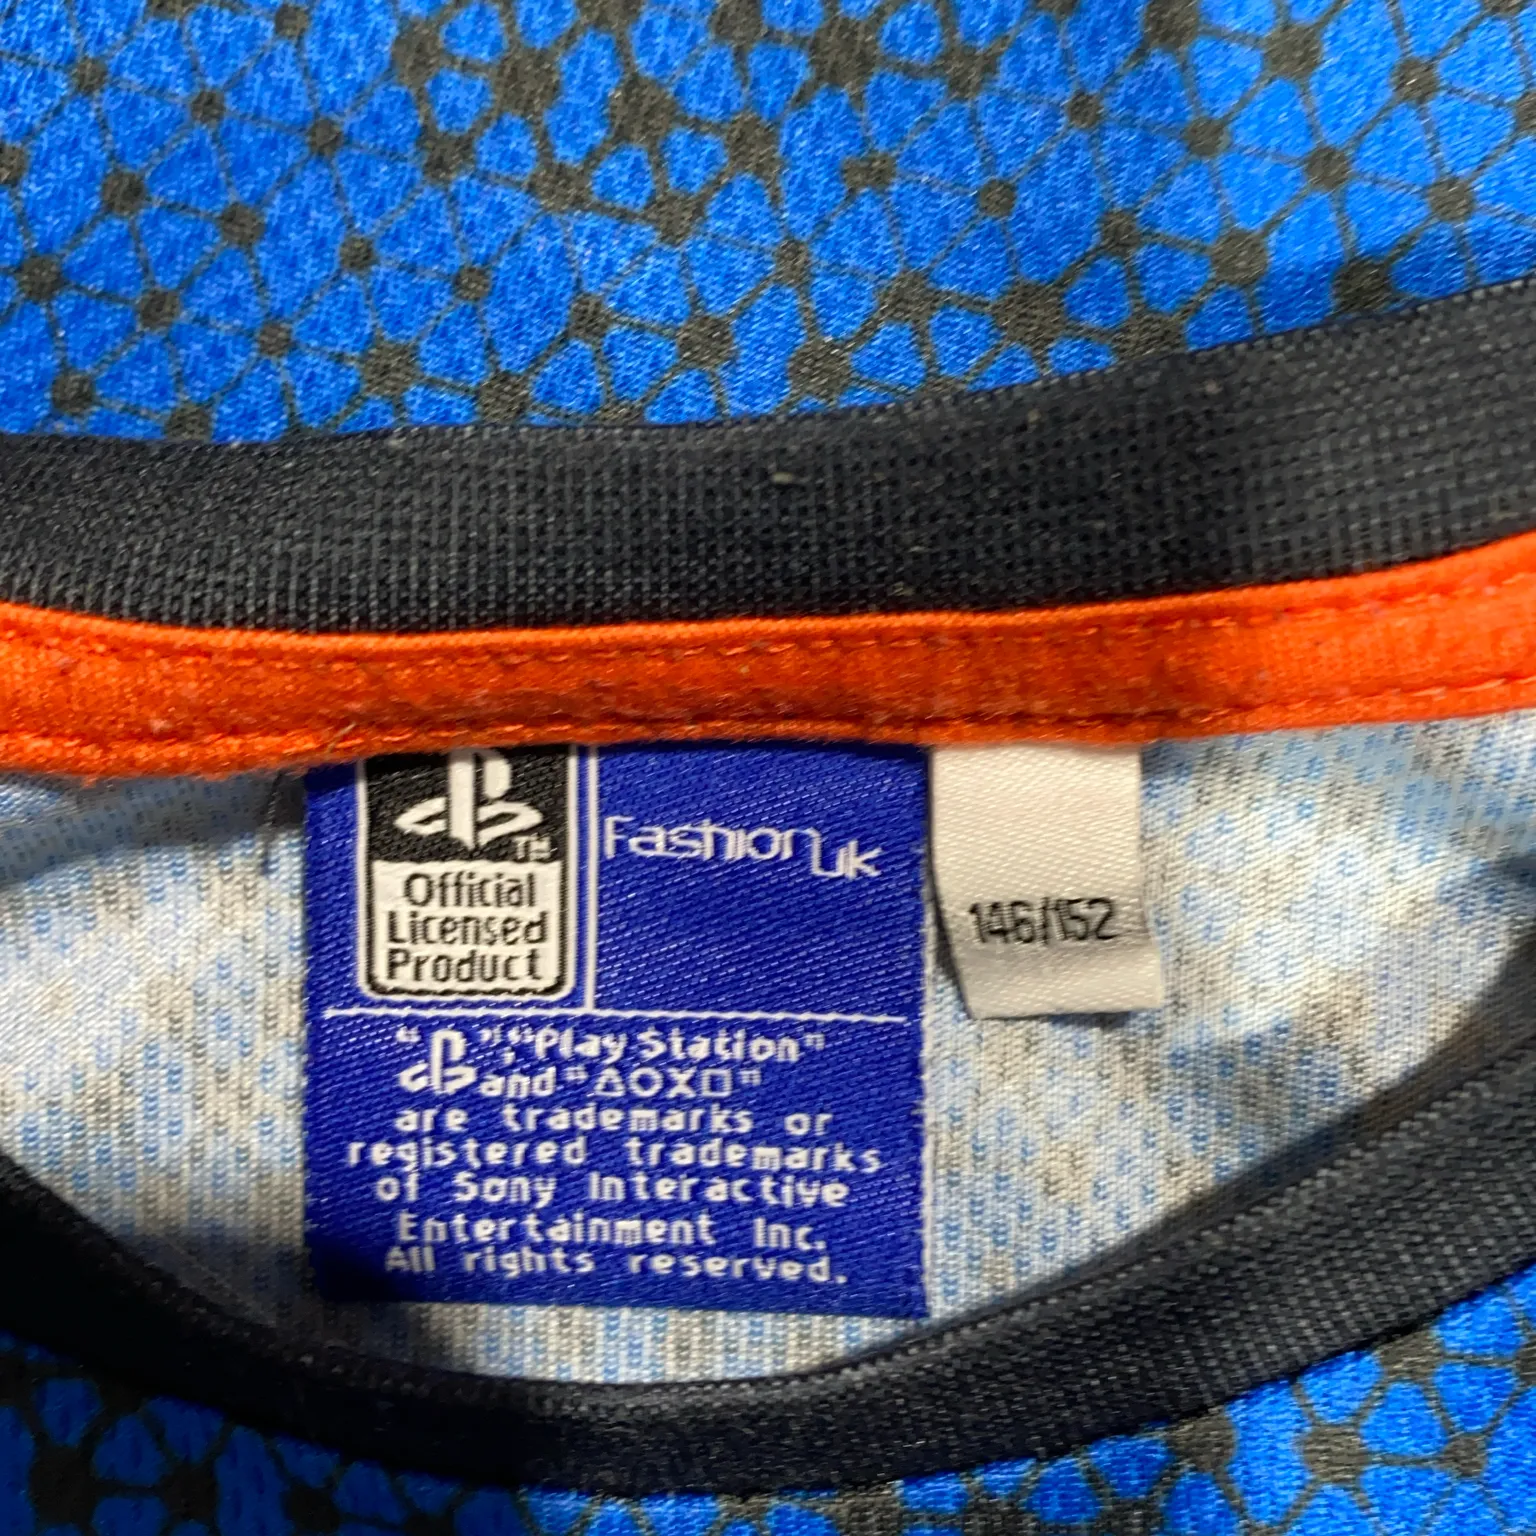 TM
Official
Licensed
Product
Fashion uk
146/152
" ", "PlayStation"
and "△○X□"
are trademarks or
registered trademarks
of Sony Interactive
Entertainment Inc.
All rights reserved.